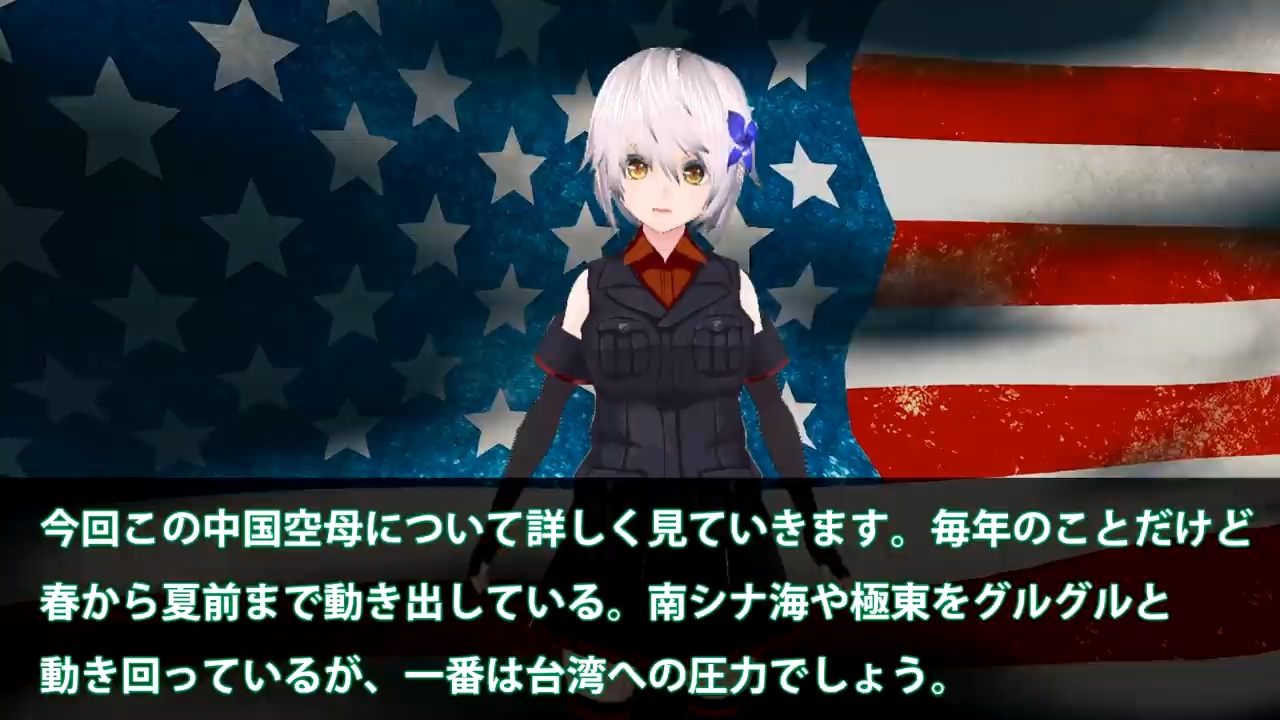 今回この中国空母について詳しく見ていきます。毎年のことだけど
春から夏前まで動き出している。南シナ海や極東をグルグルと
動き回っているが、一番は台湾への圧力でしょう。